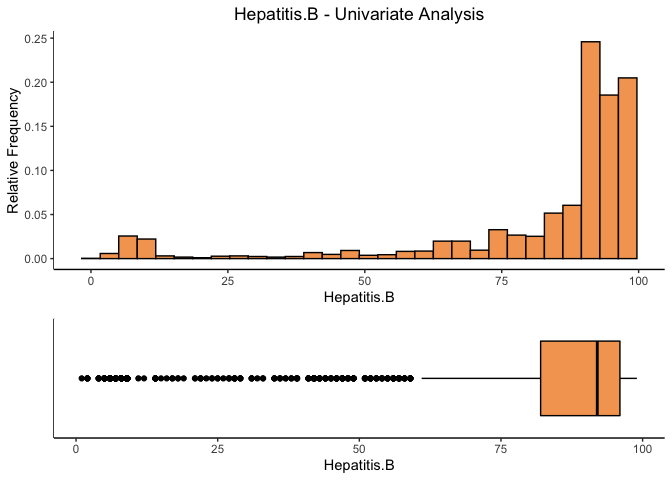 Hepatitis.B - Univariate Analysis
Relative Frequency
0.25
0.20
0.15
0.10
0.05
0.00
0 25 50 75 100
Hepatitis.B
0 25 50 75 100
Hepatitis.B